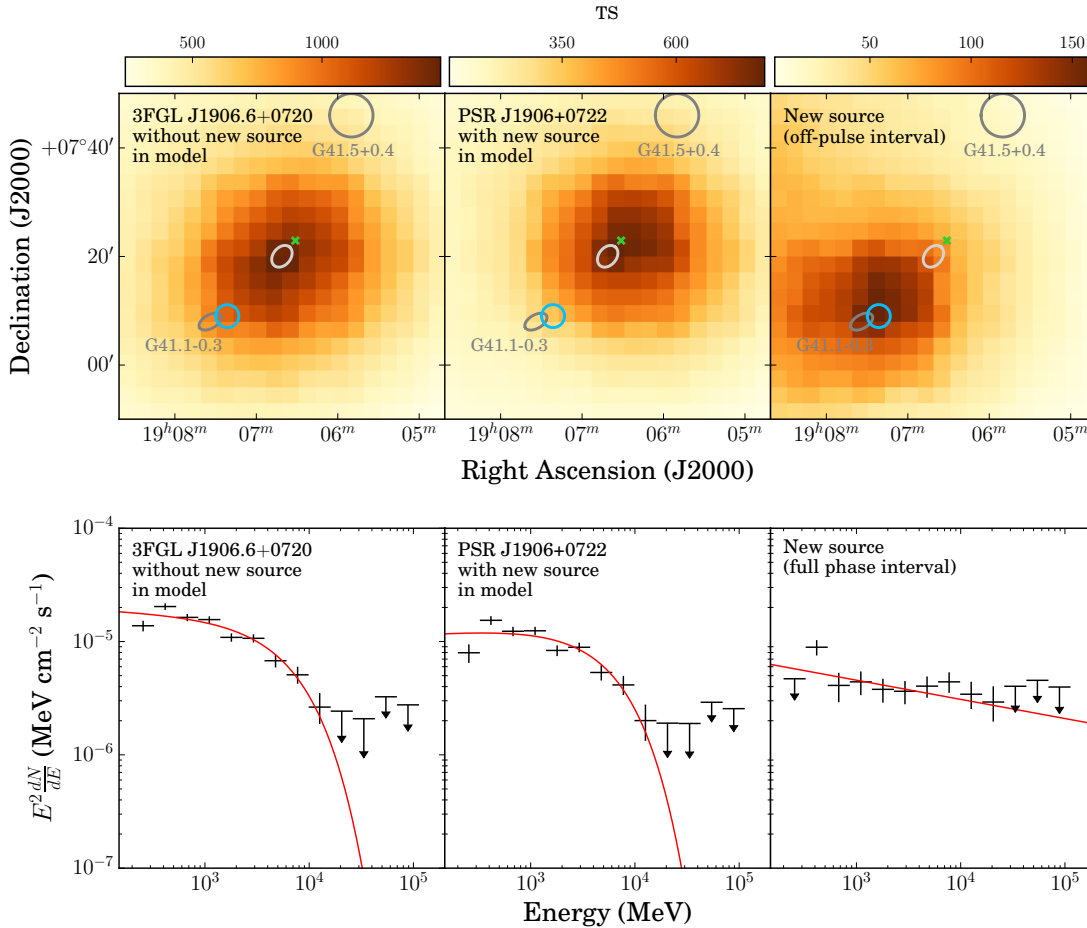 TS
500 1000
350 600
50 100 150
3FGL J1906.6+0720
without new source
in model
G41.5+0.4
G41.1-0.3
PSR J1906+0722
with new source
in model
G41.5+0.4
G41.1-0.3
New source
(off-pulse interval)
G41.5+0.4
G41.1-0.3
Declination (J2000)
+07°40′
20′
00′
19ʰ08ᵐ 07ᵐ 06ᵐ 05ᵐ
19ʰ08ᵐ 07ᵐ 06ᵐ 05ᵐ
19ʰ08ᵐ 07ᵐ 06ᵐ 05ᵐ
Right Ascension (J2000)
E² dN/dE (MeV cm⁻² s⁻¹)
10⁻⁴
10⁻⁵
10⁻⁶
10⁻⁷
3FGL J1906.6+0720
without new source
in model
PSR J1906+0722
with new source
in model
New source
(full phase interval)
10³ 10⁴ 10⁵
10³ 10⁴ 10⁵
10³ 10⁴ 10⁵
Energy (MeV)